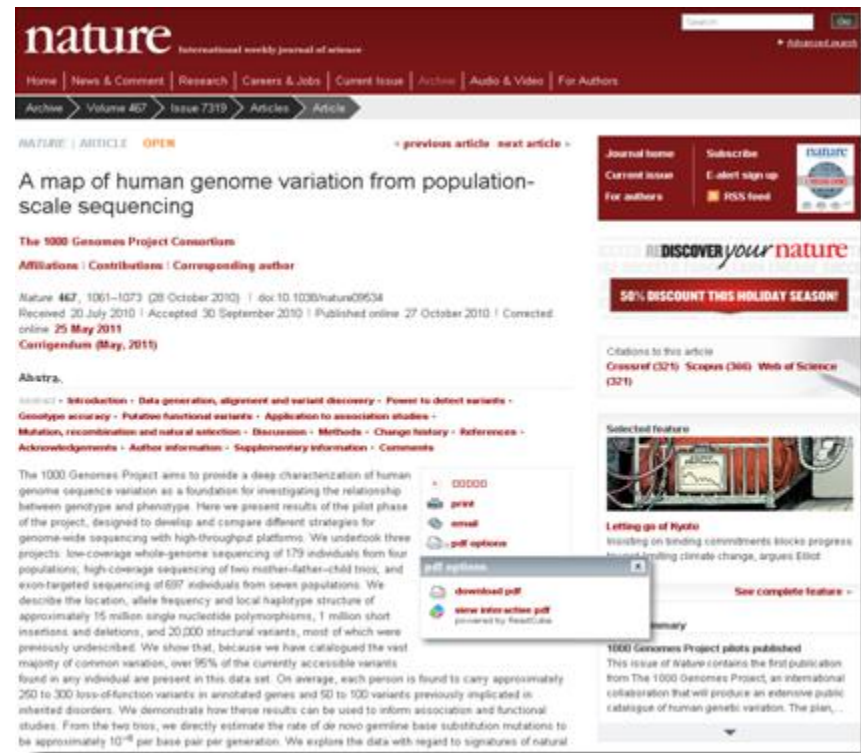 nature International weekly journal of science
Search Go
Advanced search
Home News & Comment Research Careers & Jobs Current Issue Archive Audio & Video For Authors
Archive Volume 467 Issue 7319 Articles Article
NATURE | ARTICLE OPEN
« previous article next article »
A map of human genome variation from population-
scale sequencing
The 1000 Genomes Project Consortium
Affiliations | Contributions | Corresponding author
Nature 467, 1061–1073 (28 October 2010) | doi:10.1038/nature09534
Received 20 July 2010 | Accepted 30 September 2010 | Published online 27 October 2010 | Corrected
online 25 May 2011
Corrigendum (May, 2011)
Abstra.
Abstract • Introduction • Data generation, alignment and variant discovery • Power to detect variants •
Genotype accuracy • Putative functional variants • Application to association studies •
Mutation, recombination and natural selection • Discussion • Methods • Change history • References •
Acknowledgements • Author information • Supplementary information • Comments
The 1000 Genomes Project aims to provide a deep characterization of human
genome sequence variation as a foundation for investigating the relationship
between genotype and phenotype. Here we present results of the pilot phase
of the project, designed to develop and compare different strategies for
genome-wide sequencing with high-throughput platforms. We undertook three
projects: low-coverage whole-genome sequencing of 179 individuals from four
populations; high-coverage sequencing of two mother–father–child trios; and
exon-targeted sequencing of 697 individuals from seven populations. We
describe the location, allele frequency and local haplotype structure of
approximately 15 million single nucleotide polymorphisms, 1 million short
insertions and deletions, and 20,000 structural variants, most of which were
previously undescribed. We show that, because we have catalogued the vast
majority of common variation, over 95% of the currently accessible variants
found in any individual are present in this data set. On average, each person is found to carry approximately
250 to 300 loss-of-function variants in annotated genes and 50 to 100 variants previously implicated in
inherited disorders. We demonstrate how these results can be used to inform association and functional
studies. From the two trios, we directly estimate the rate of de novo germline base substitution mutations to
be approximately 10⁻⁸ per base pair per generation. We explore the data with regard to signatures of natural
print
email
pdf options
pdf options x
download pdf
view interactive pdf
powered by ReadCube
Journal home Subscribe
Current issue E-alert sign up
For authors RSS feed
nature
REDISCOVER your nature
50% DISCOUNT THIS HOLIDAY SEASON!
Citations to this article
Crossref (321) Scopus (366) Web of Science
(321)
Selected feature
Letting go of Kyoto
Insisting on binding commitments blocks progress
toward limiting climate change, argues Elliot
See complete feature
1000 Genomes Project pilots published
This issue of Nature contains the first publication
from The 1000 Genomes Project, an international
collaboration that will produce an extensive public
catalogue of human genetic variation. The plan,...